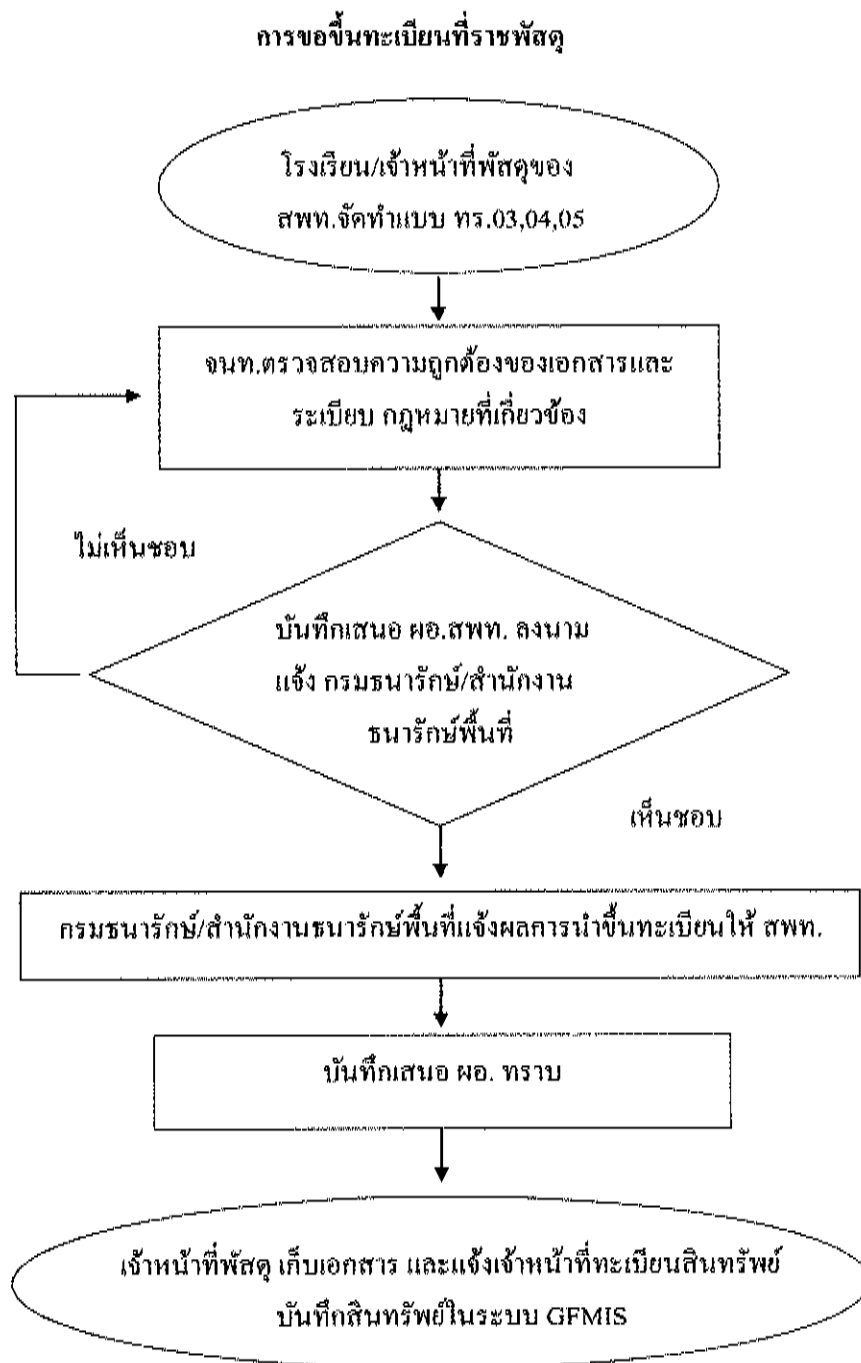 การขอขึ้นทะเบียนที่ราชพัสดุ
โรงเรียน/เจ้าหน้าที่พัสดุของ
สพท.จัดทำแบบ ทร.03,04,05
จนท.ตรวจสอบความถูกต้องของเอกสารและ
ระเบียบ กฎหมายที่เกี่ยวข้อง
ไม่เห็นชอบ
บันทึกเสนอ ผอ.สพท. ลงนาม
แจ้ง กรมธนารักษ์/สำนักงาน
ธนารักษ์พื้นที่
เห็นชอบ
กรมธนารักษ์/สำนักงานธนารักษ์พื้นที่แจ้งผลการนำขึ้นทะเบียนให้ สพท.
บันทึกเสนอ ผอ. ทราบ
เจ้าหน้าที่พัสดุ เก็บเอกสาร และแจ้งเจ้าหน้าที่ทะเบียนสินทรัพย์
บันทึกสินทรัพย์ในระบบ GFMIS